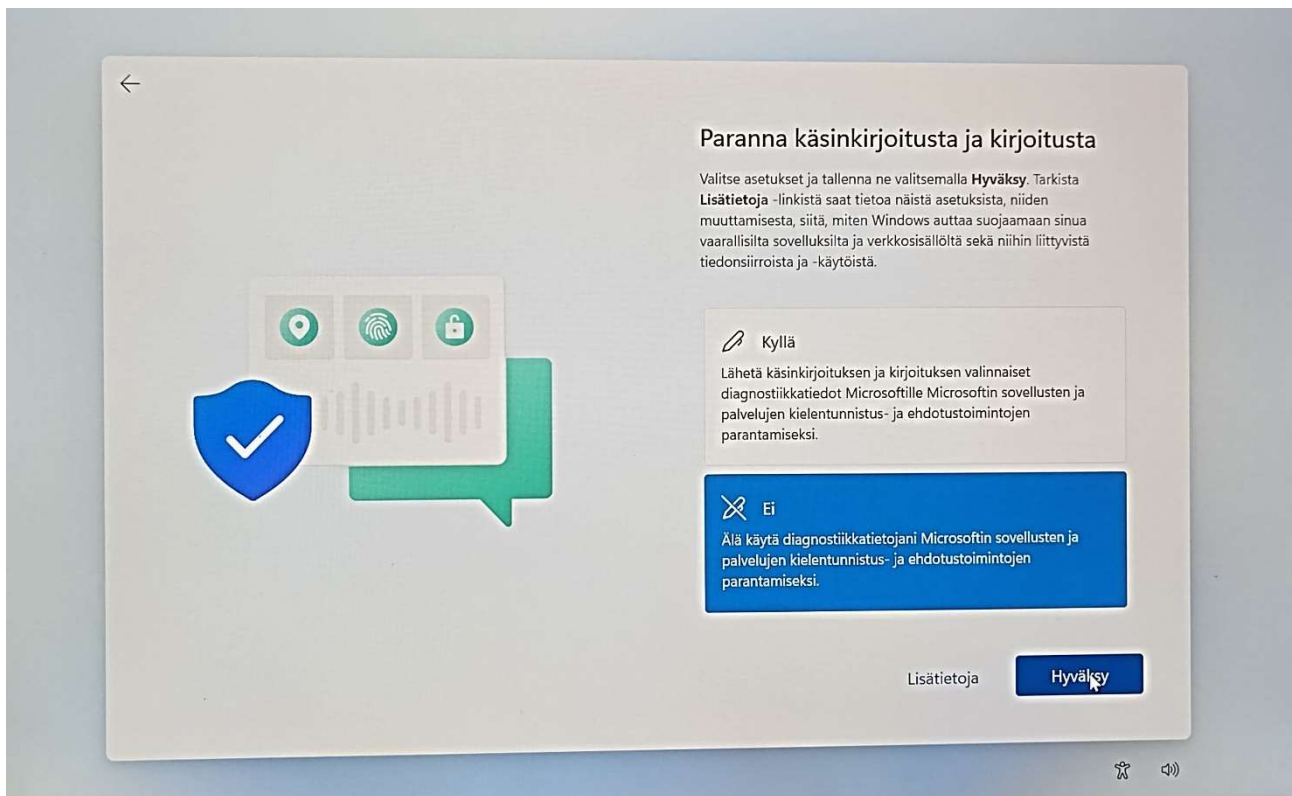 Paranna käsinkirjoitusta ja kirjoitusta
Valitse asetukset ja tallenna ne valitsemalla Hyväksy. Tarkista
Lisätietoja -linkistä saat tietoa näistä asetuksista, niiden
muuttamisesta, siitä, miten Windows auttaa suojaamaan sinua
vaarallisilta sovelluksilta ja verkkosisällöltä sekä niihin liittyvistä
tiedonsiirroista ja -käytöistä.
Kyllä
Lähetä käsinkirjoituksen ja kirjoituksen valinnaiset
diagnostiikkatiedot Microsoftille Microsoftin sovellusten ja
palvelujen kielentunnistus- ja ehdotustoimintojen
parantamiseksi.
Ei
Älä käytä diagnostiikkatietojani Microsoftin sovellusten ja
palvelujen kielentunnistus- ja ehdotustoimintojen
parantamiseksi.
Lisätietoja
Hyväksy